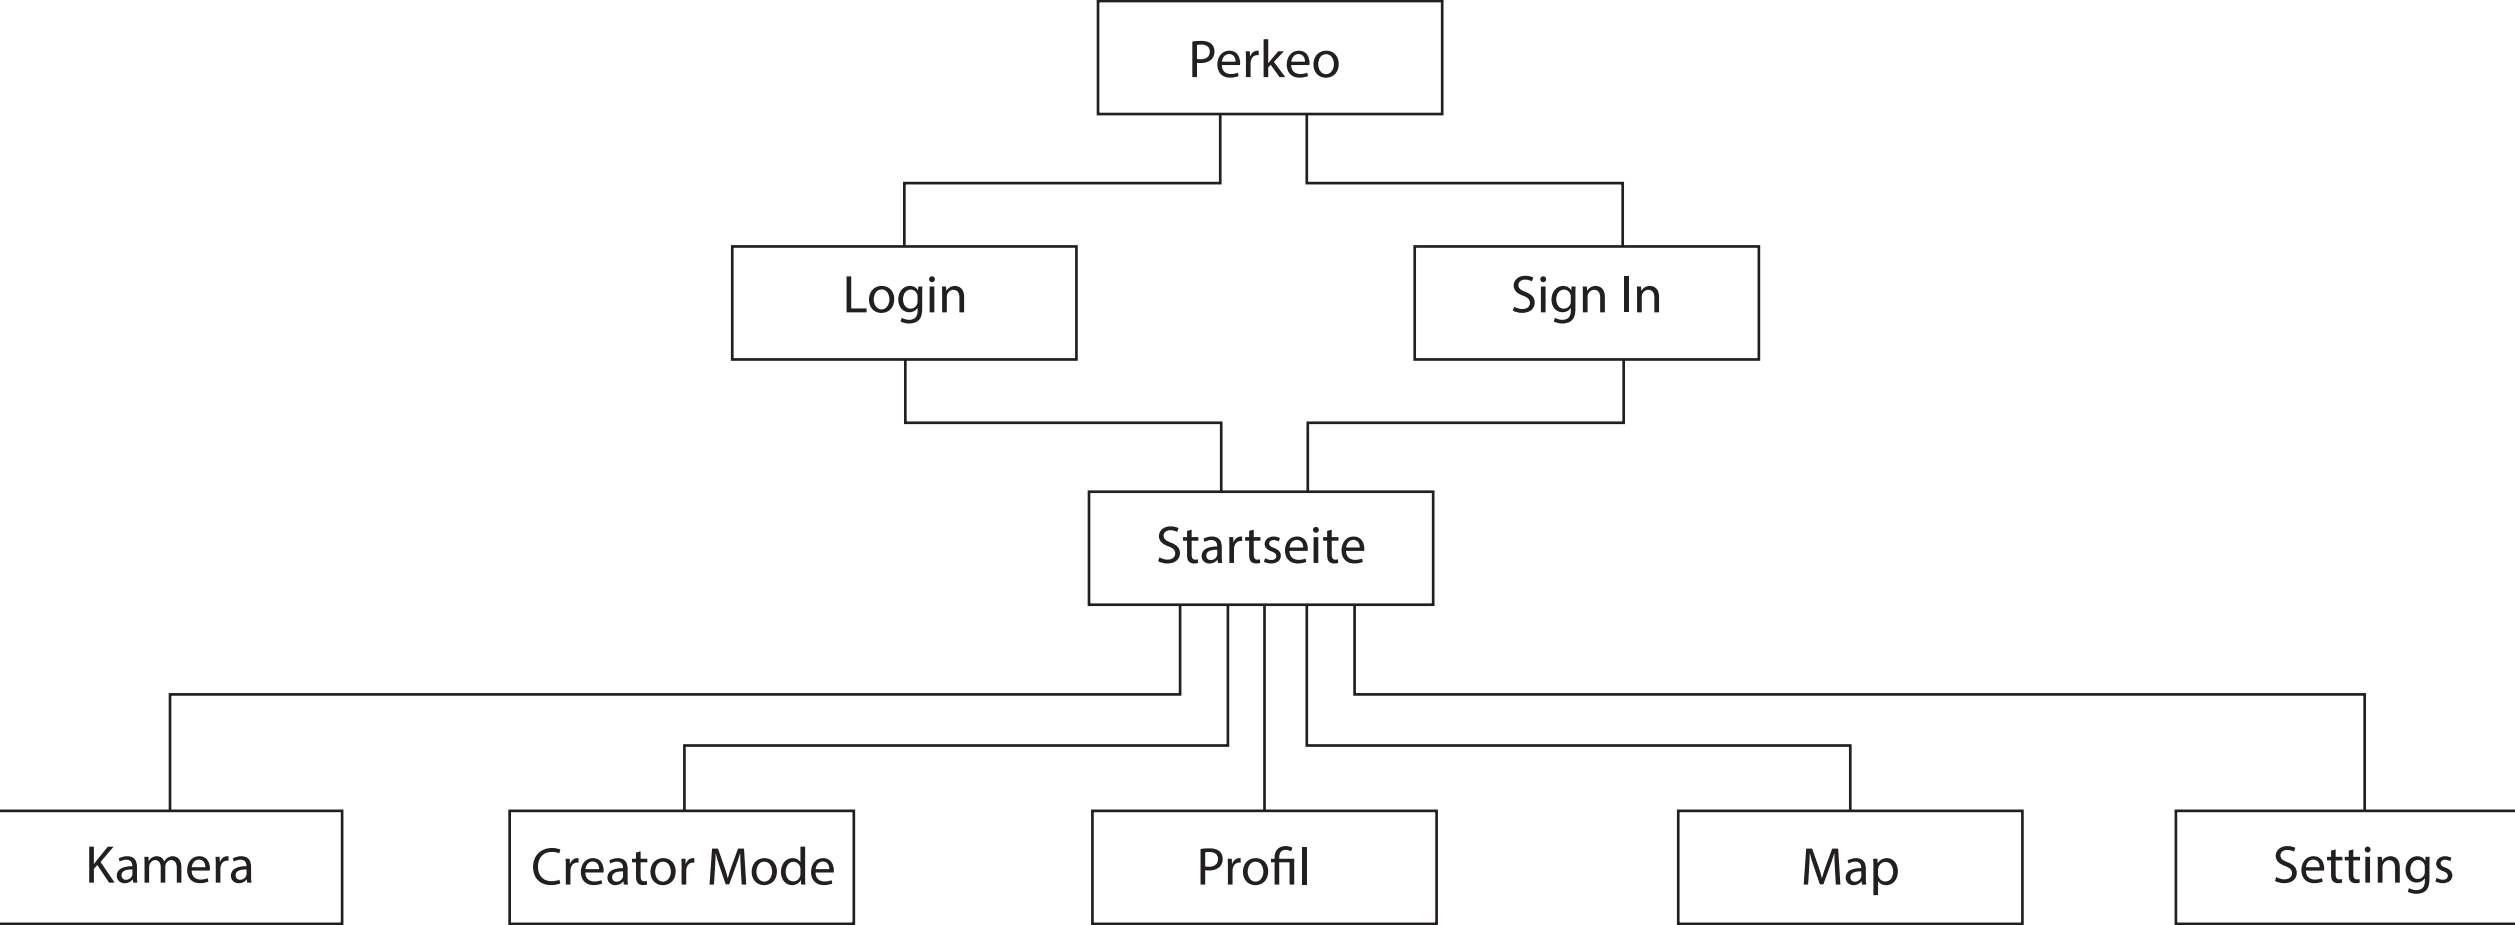 Perkeo
Login
Sign In
Startseite
Kamera
Creator Mode
Profil
Map
Settings